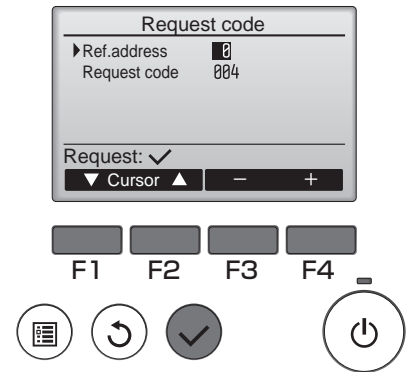 Request code
Ref.address 0
Request code 004
Request: ✓
▼ Cursor ▲ − +
F1 F2 F3 F4